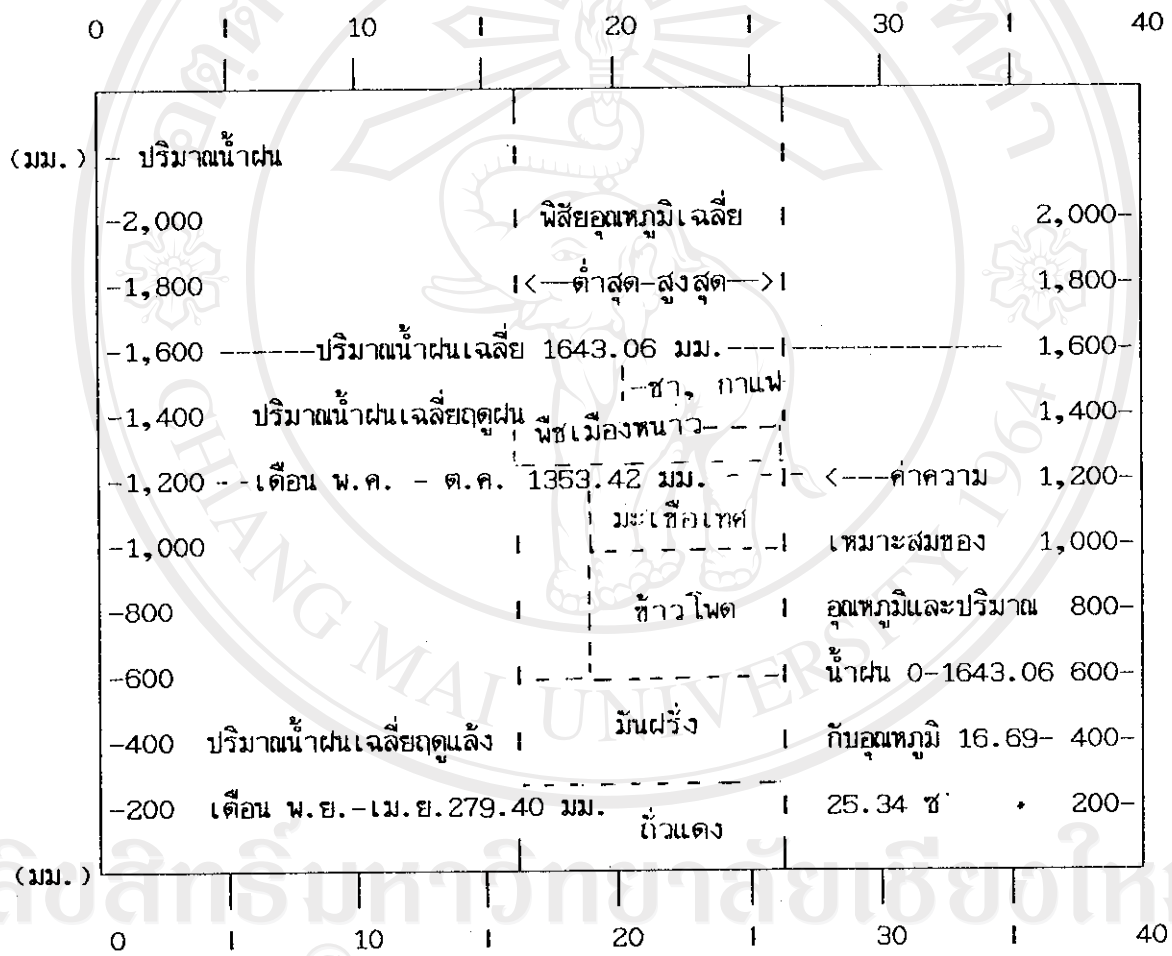 0 10 20 30 40
(มม.) - ปริมาณน้ำฝน
-2,000 พิสัยอุณหภูมิเฉลี่ย 2,000-
-1,800 <---ต่ำสุด-สูงสุด---> 1,800-
-1,600 ------ปริมาณน้ำฝนเฉลี่ย 1643.06 มม.--- 1,600-
ชา, กาแฟ
-1,400 ปริมาณน้ำฝนเฉลี่ยฤดูฝน 1,400-
พืชเมืองหนาว
-1,200 --เดือน พ.ค. - ต.ค. 1353.42 มม. <---ค่าความ 1,200-
มะเขือเทศ
-1,000 เหมาะสมของ 1,000-
-800 ข้าวโพด อุณหภูมิและปริมาณ 800-
-600 น้ำฝน 0-1643.06 600-
มันฝรั่ง
-400 ปริมาณน้ำฝนเฉลี่ยฤดูแล้ง กับอุณหภูมิ 16.69- 400-
-200 เดือน พ.ย.-เม.ย.279.40 มม. 25.34 ซ 200-
ถั่วแดง
(มม.)
0 10 20 30 40
CHIANG MAI UNIVERSITY 1964